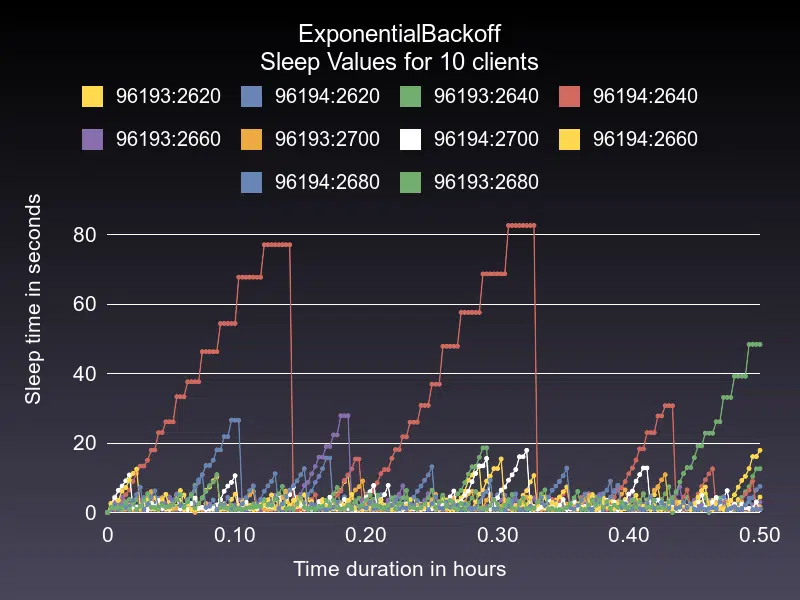 ExponentialBackoff
Sleep Values for 10 clients
96193:2620 96194:2620 96193:2640 96194:2640
96193:2660 96193:2700 96194:2700 96194:2660
96194:2680 96193:2680
Sleep time in seconds
80
60
40
20
0
0 0.10 0.20 0.30 0.40 0.50
Time duration in hours